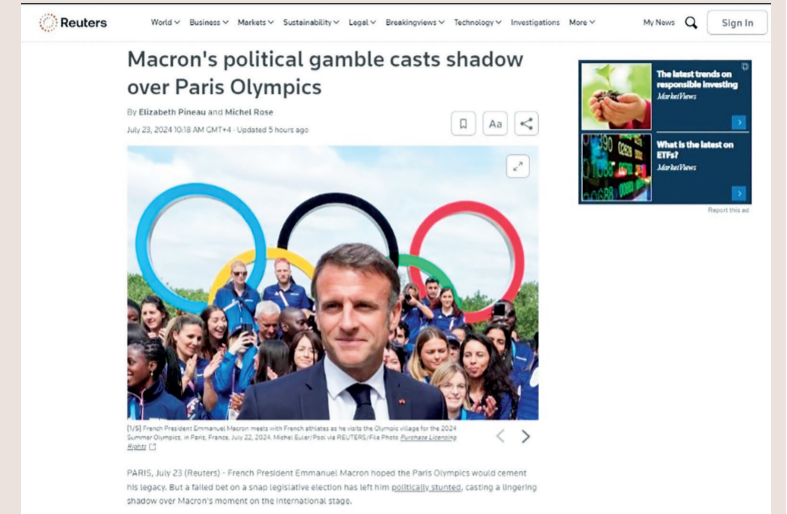 Reuters
World Business Markets Sustainability Legal Breakingviews Technology Investigations More
My News
Sign In
Macron's political gamble casts shadow
over Paris Olympics
By Elizabeth Pineau and Michel Rose
July 23, 2024 10:18 AM GMT+4 · Updated 5 hours ago
Aa
The latest trends on
responsible investing
MarketViews
What is the latest on
ETFs?
MarketViews
Report this ad
[1/5] French President Emmanuel Macron meets with French athletes as he visits the Olympic village for the 2024
Summer Olympics, in Paris, France, July 22, 2024. Michel Euler/Pool via REUTERS/File Photo Purchase Licensing
Rights
PARIS, July 23 (Reuters) - French President Emmanuel Macron hoped the Paris Olympics would cement
his legacy. But a failed bet on a snap legislative election has left him politically stunted, casting a lingering
shadow over Macron's moment on the international stage.